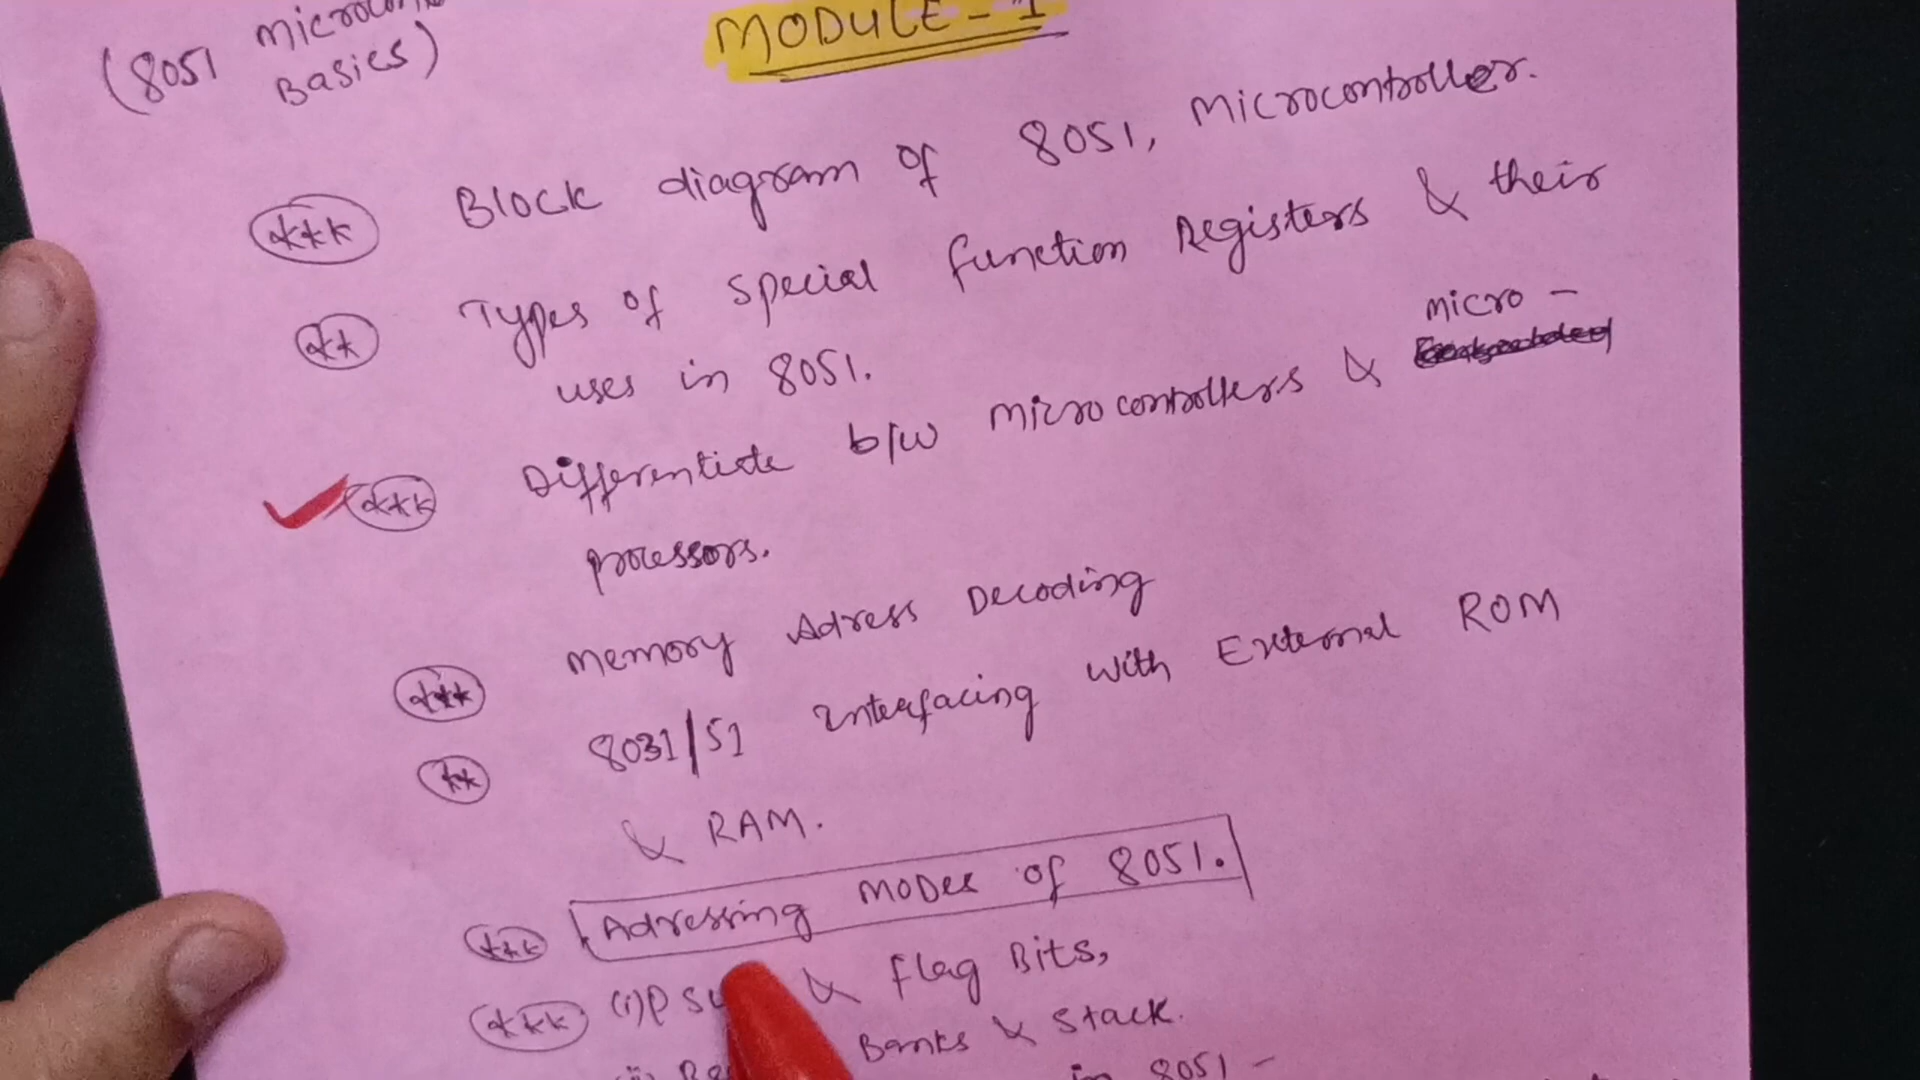 MODULE - 1
(8051
Basics)
*** Block diagram of 8051, Microcontroller.
** Types of special function Registers & their
uses in 8051.
*** Differentiate b/w microcontrollers & micro -
processors.
*** Memory Adress Decoding
** 8031/51 Interfacing with External ROM
& RAM.
*** Adressing Modes of 8051.
*** (i) & flag Bits,
Banks & Stack.
in 8051 -